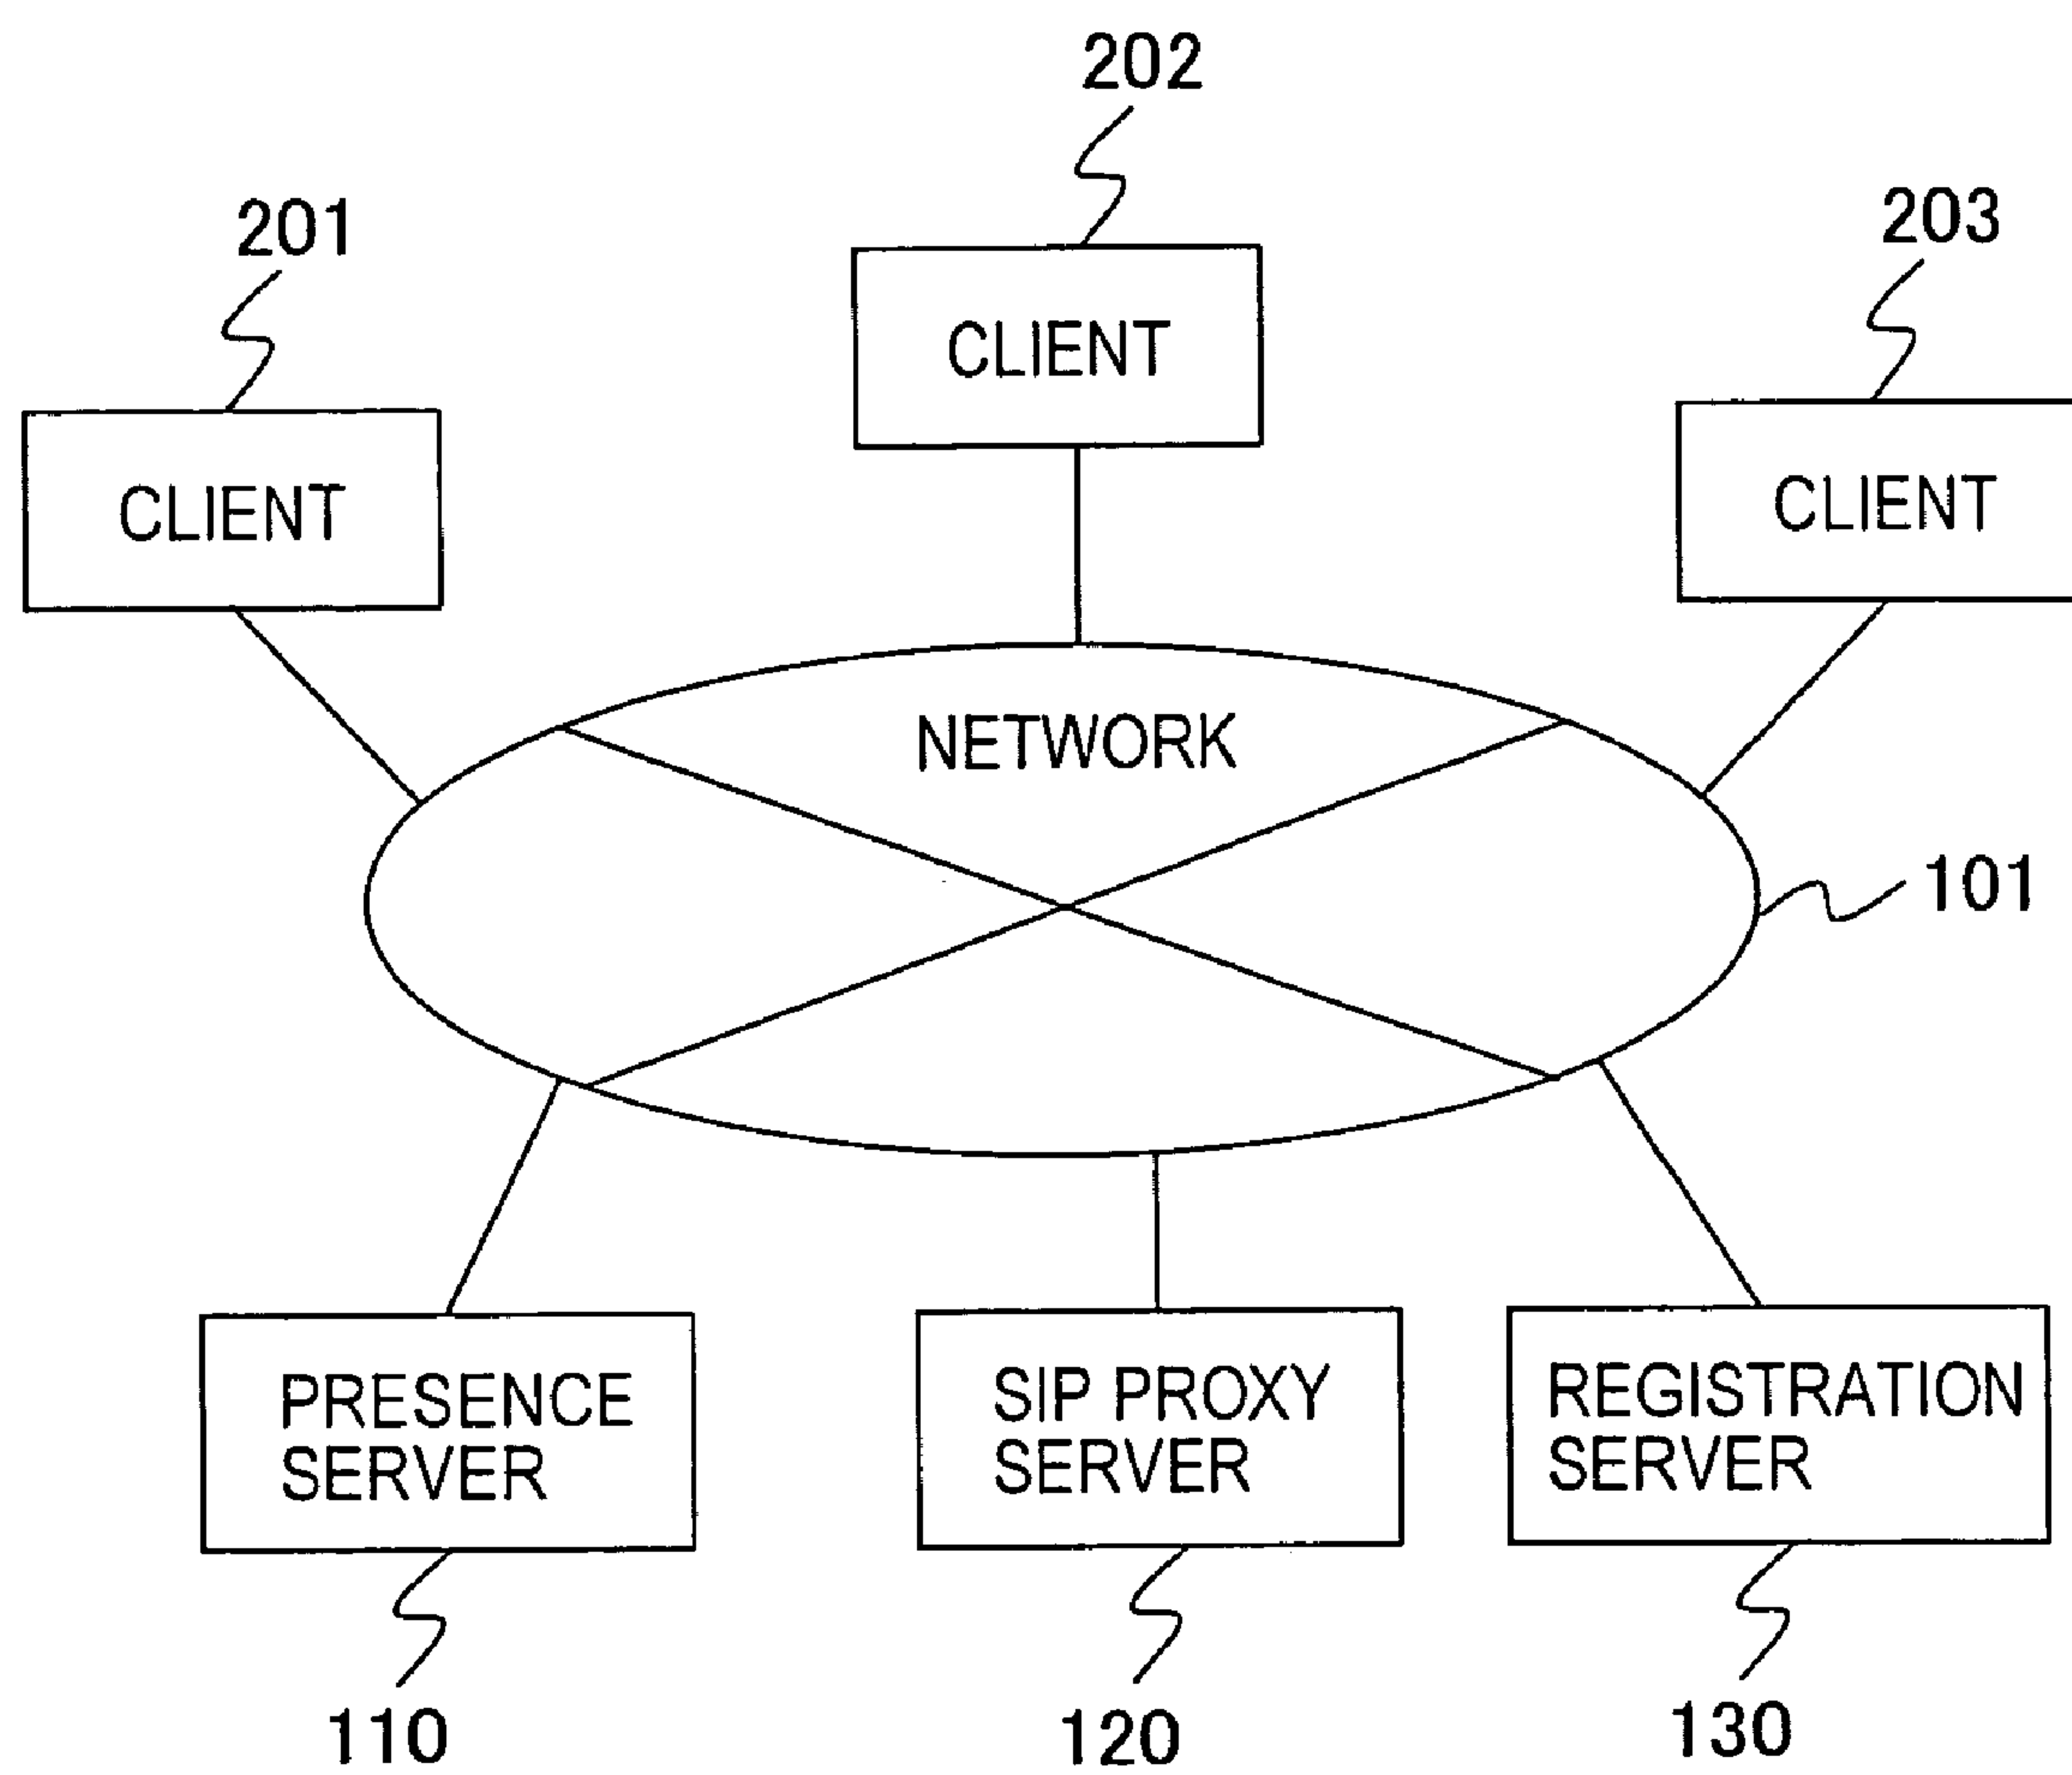 202
201
203
CLIENT
CLIENT
CLIENT
NETWORK
101
PRESENCE
SERVER
SIP PROXY
SERVER
REGISTRATION
SERVER
110
120
130